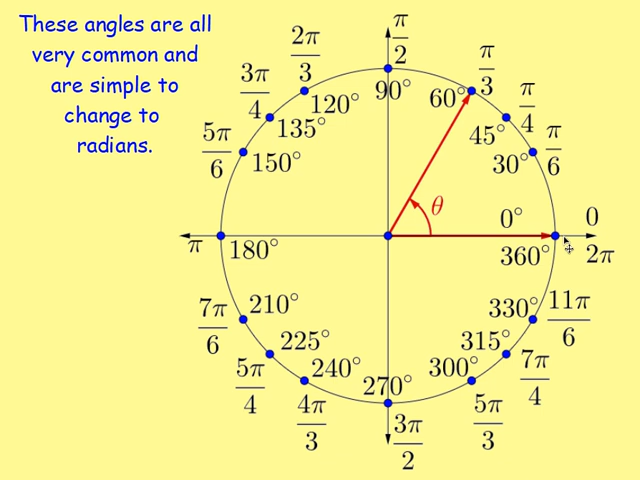 These angles are all
very common and
are simple to
change to
radians.
π/2
90°
2π/3
120°
π/3
60°
3π/4
135°
π/4
45°
5π/6
150°
π/6
30°
θ
0° 0
π 180°
360° 2π
7π/6
210°
330° 11π/6
5π/4
225°
315° 7π/4
4π/3
240°
300° 5π/3
270°
3π/2